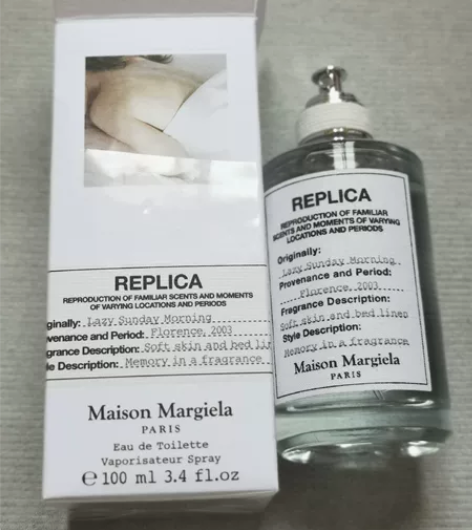 REPLICA
REPRODUCTION OF FAMILIAR SCENTS AND MOMENTS
OF VARYING LOCATIONS AND PERIODS
ginally: Lazy Sunday Morning
venance and Period: Florence, 2003
grance Description: Soft skin and bed lin
le Description: Memory in a fragrance
Maison Margiela
PARIS
Eau de Toilette
Vaporisateur Spray
℮ 100 ml 3.4 fl.oz
REPLICA
REPRODUCTION OF FAMILIAR
SCENTS AND MOMENTS OF VARYING
LOCATIONS AND PERIODS
Originally:
Lazy Sunday Morning
Provenance and Period:
Florence, 2003
Fragrance Description:
Soft skin and bed linen
Style Description:
Memory in a fragrance
Maison Margiela
PARIS